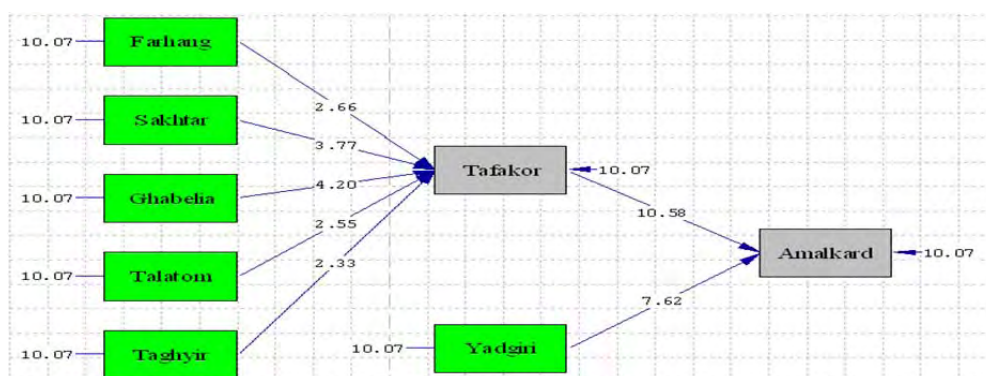 10.07 Farhang
2.66
10.07 Sakhtar
3.77
Tafakor 10.07
10.07 Ghabelia
4.20
10.58
2.55
Amalkard 10.07
2.33
10.07 Talatom
7.62
10.07 Taghyir
10.07 Yadgiri